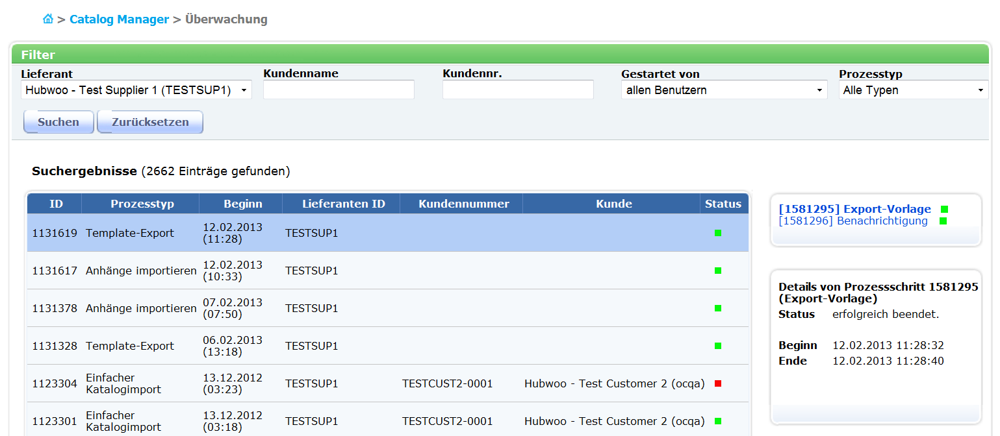 > Catalog Manager > Überwachung
Filter
Lieferant Kundenname Kundennr. Gestartet von Prozesstyp
Hubwoo - Test Supplier 1 (TESTSUP1) allen Benutzern Alle Typen
Suchen Zurücksetzen
Suchergebnisse (2662 Einträge gefunden)
ID Prozesstyp Beginn Lieferanten ID Kundennummer Kunde Status
1131619 Template-Export 12.02.2013 (11:28) TESTSUP1
1131617 Anhänge importieren 12.02.2013 (10:33) TESTSUP1
1131378 Anhänge importieren 07.02.2013 (07:50) TESTSUP1
1131328 Template-Export 06.02.2013 (13:18) TESTSUP1
1123304 Einfacher Katalogimport 13.12.2012 (03:23) TESTSUP1 TESTCUST2-0001 Hubwoo - Test Customer 2 (ocqa)
1123301 Einfacher Katalogimport 13.12.2012 (03:18) TESTSUP1 TESTCUST2-0001 Hubwoo - Test Customer 2 (ocqa)
[1581295] Export-Vorlage
[1581296] Benachrichtigung
Details von Prozessschritt 1581295
(Export-Vorlage)
Status erfolgreich beendet.
Beginn 12.02.2013 11:28:32
Ende 12.02.2013 11:28:40